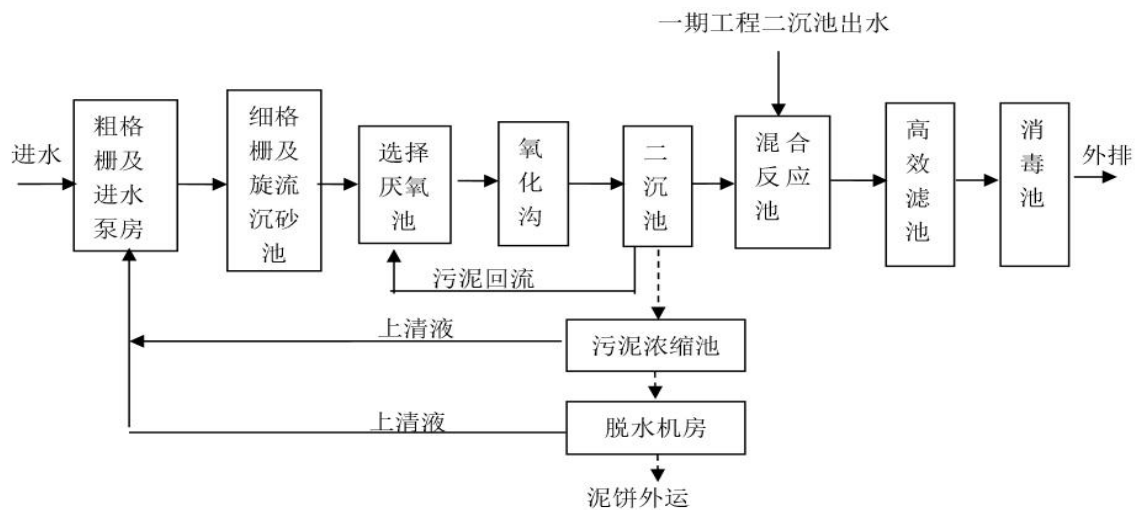 一期工程二沉池出水
进水
粗格
栅及
进水
泵房
细格
栅及
旋流
沉砂
池
选择
厌氧
池
氧
化
沟
二
沉
池
混合
反应
池
高
效
滤
池
消
毒
池
外排
污泥回流
上清液
污泥浓缩池
上清液
脱水机房
泥饼外运